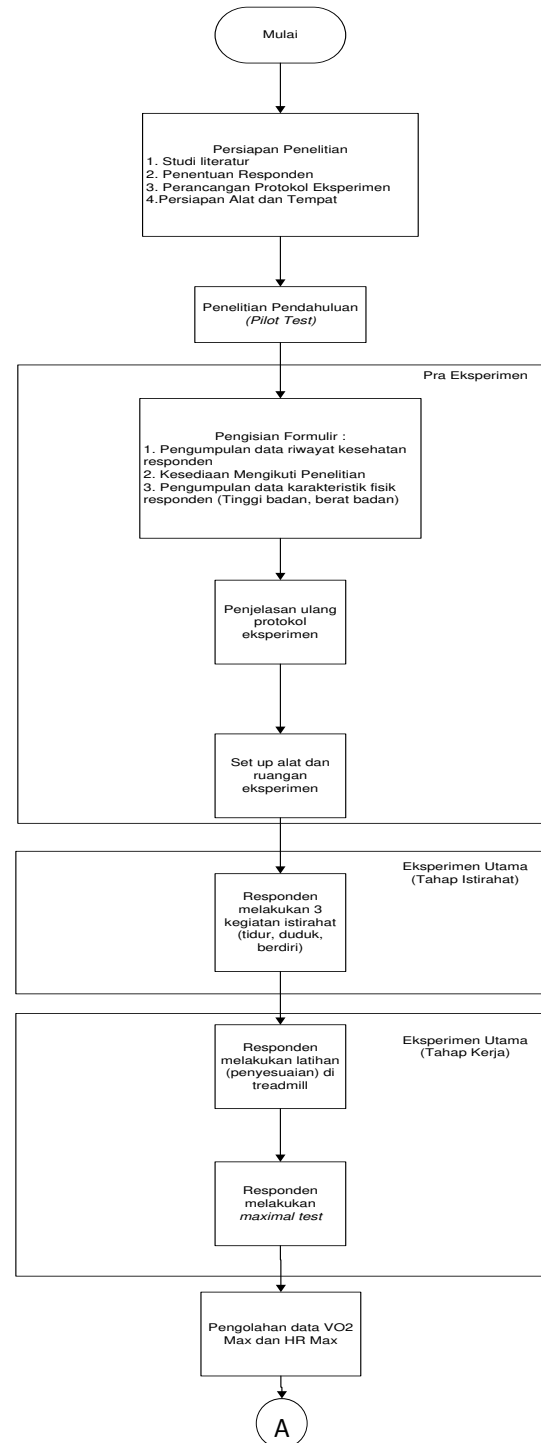 Mulai
Persiapan Penelitian
1. Studi literatur
2. Penentuan Responden
3. Perancangan Protokol Eksperimen
4.Persiapan Alat dan Tempat
Penelitian Pendahuluan
(Pilot Test)
Pra Eksperimen
Pengisian Formulir :
1. Pengumpulan data riwayat kesehatan
responden
2. Kesediaan Mengikuti Penelitian
3. Pengumpulan data karakteristik fisik
responden (Tinggi badan, berat badan)
Penjelasan ulang
protokol
eksperimen
Set up alat dan
ruangan
eksperimen
Eksperimen Utama
(Tahap Istirahat)
Responden
melakukan 3
kegiatan istirahat
(tidur, duduk,
berdiri)
Eksperimen Utama
(Tahap Kerja)
Responden
melakukan latihan
(penyesuaian) di
treadmill
Responden
melakukan
maximal test
Pengolahan data VO2
Max dan HR Max
A